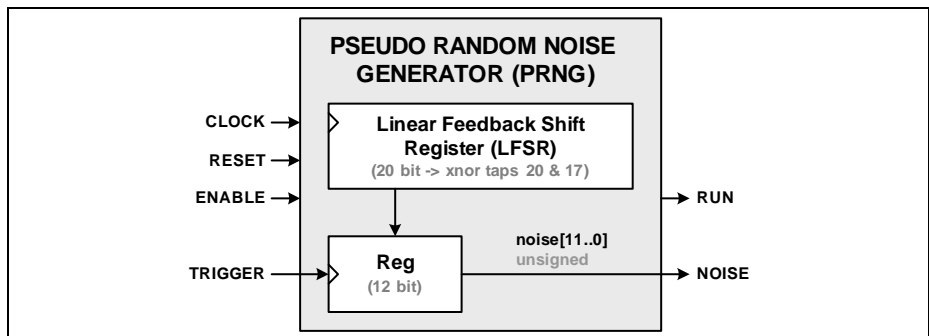 PSEUDO RANDOM NOISE
GENERATOR (PRNG)
CLOCK
Linear Feedback Shift
Register (LFSR)
(20 bit -> xnor taps 20 & 17)
RESET
ENABLE
RUN
noise[11..0]
unsigned
TRIGGER
Reg
(12 bit)
NOISE